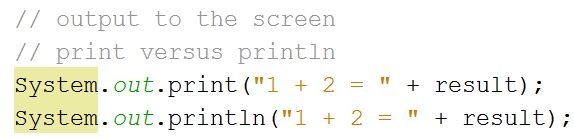 // output to the screen
// print versus println
System.out.print("1 + 2 = " + result);
System.out.println("1 + 2 = " + result);